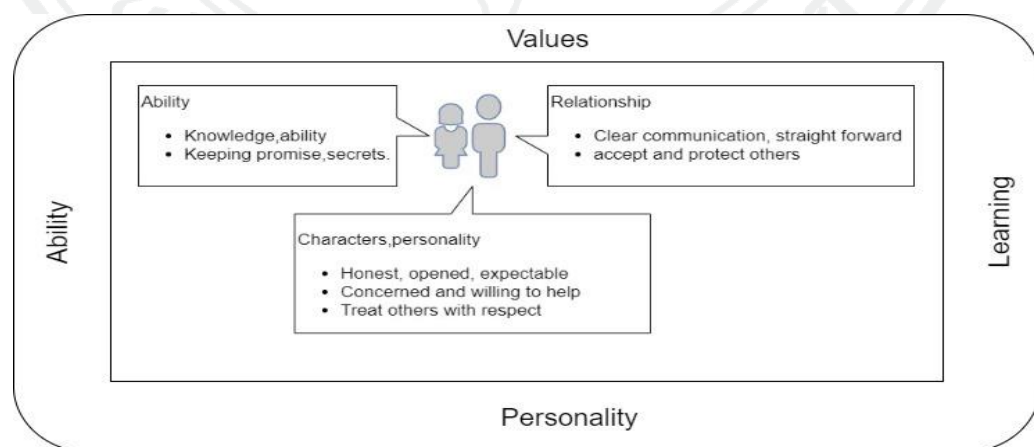 Values
Ability
• Knowledge,ability
• Keeping promise,secrets.
Relationship
• Clear communication, straight forward
• accept and protect others
Ability
Learning
Characters,personality
• Honest, opened, expectable
• Concerned and willing to help
• Treat others with respect
Personality